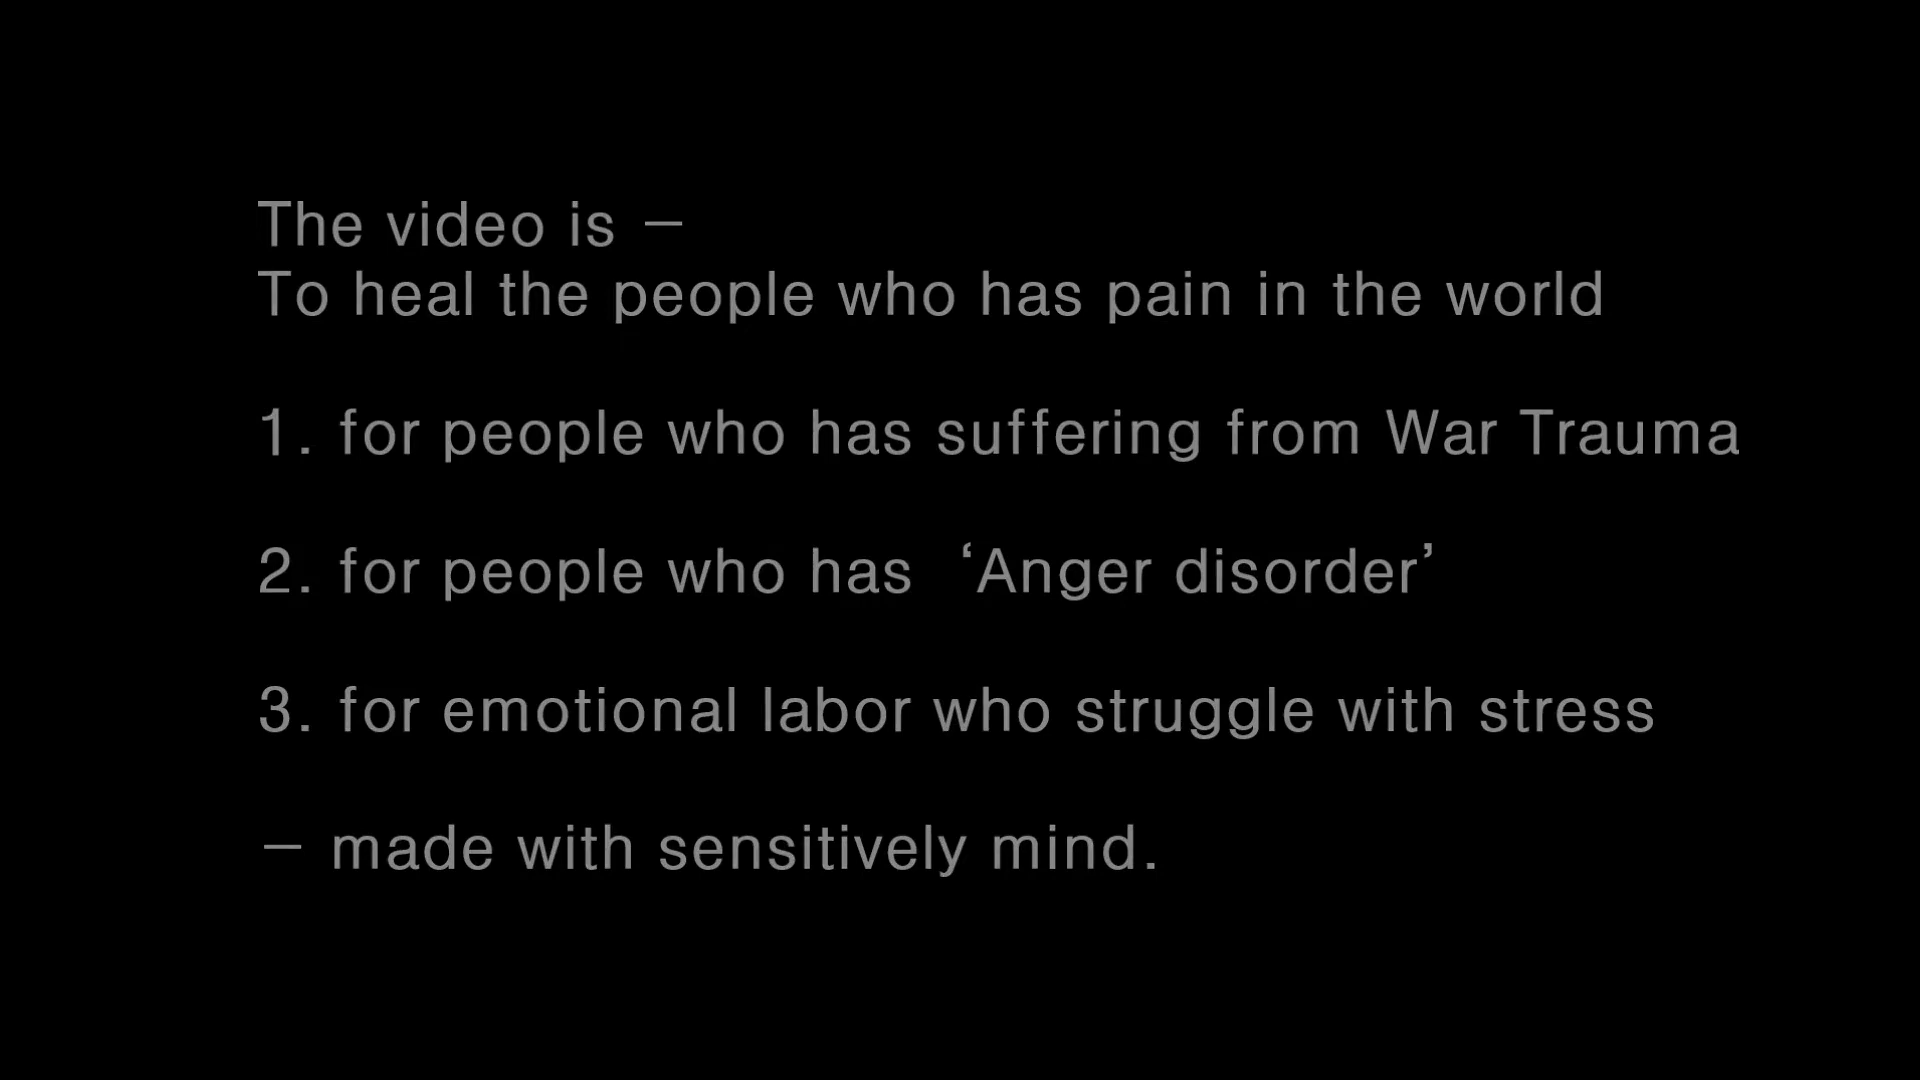 The video is –
To heal the people who has pain in the world
1. for people who has suffering from War Trauma
2. for people who has ‘Anger disorder’
3. for emotional labor who struggle with stress
– made with sensitively mind.